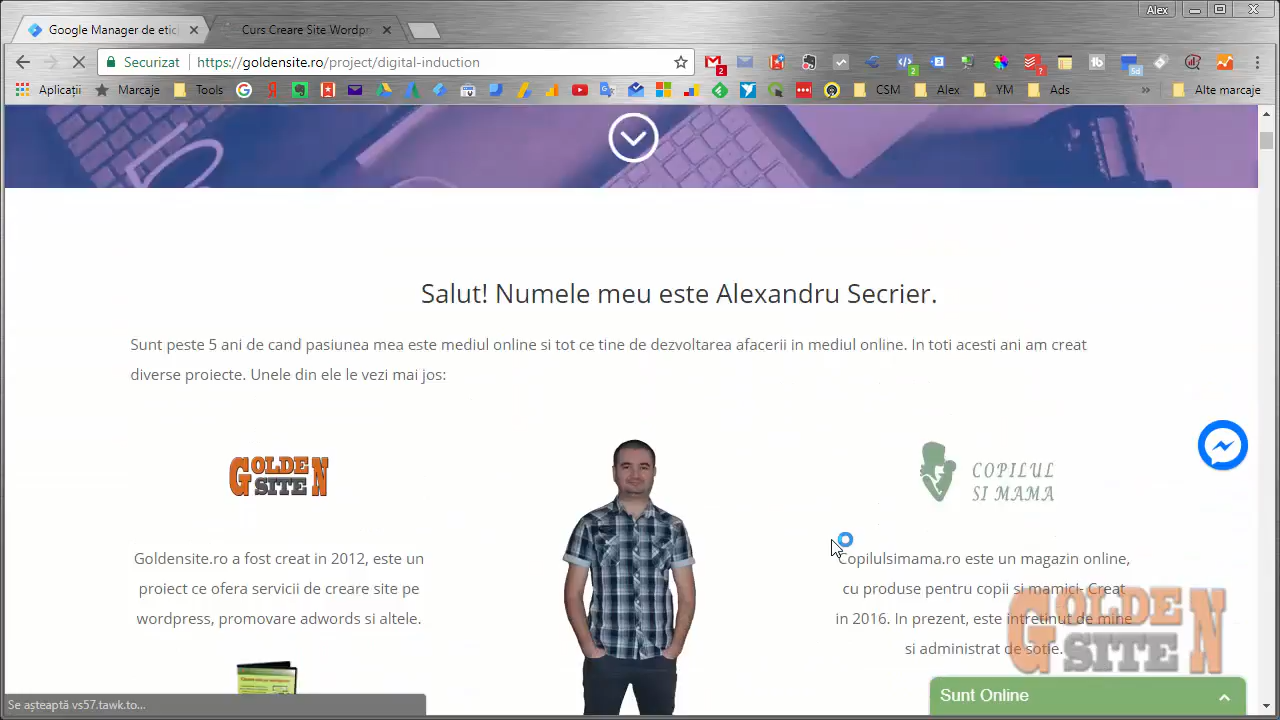 Alex
Google Manager de etic
Curs Creare Site Wordpr
Securizat
https://goldensite.ro/project/digital-induction
2
2
?
5d
Aplicații
Marcaje
Tools
CSM
Alex
YM
Ads
»
Alte marcaje
Salut! Numele meu este Alexandru Secrier.
Sunt peste 5 ani de cand pasiunea mea este mediul online si tot ce tine de dezvoltarea afacerii in mediul online. In toti acesti ani am creat
diverse proiecte. Unele din ele le vezi mai jos:
GOLDEN
SITE
COPILUL
SI MAMA
Goldensite.ro a fost creat in 2012, este un
proiect ce ofera servicii de creare site pe
wordpress, promovare adwords si altele.
Copilulsimama.ro este un magazin online,
cu produse pentru copii si mamici- Creat
in 2016. In prezent, este intretinut de mine
si administrat de sotie.
GOLDEN
SITE
Sunt Online
Se așteaptă vs57.tawk.to...